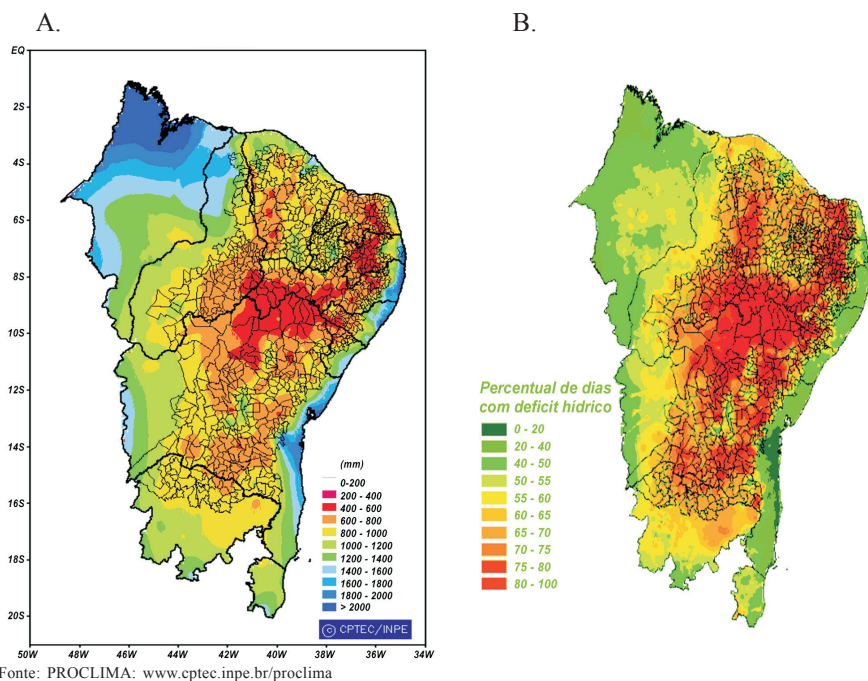 A.
B.
EQ
2S
4S
6S
8S
10S
12S
14S
16S
18S
20S
50W 48W 46W 44W 42W 40W 38W 36W 34W
(mm)
0-200
200 - 400
400 - 600
600 - 800
800 - 1000
1000 - 1200
1200 - 1400
1400 - 1600
1600 - 1800
1800 - 2000
> 2000
© CPTEC/INPE
Percentual de dias
com deficit hídrico
0 - 20
20 - 40
40 - 50
50 - 55
55 - 60
60 - 65
65 - 70
70 - 75
75 - 80
80 - 100
Fonte: PROCLIMA: www.cptec.inpe.br/proclima